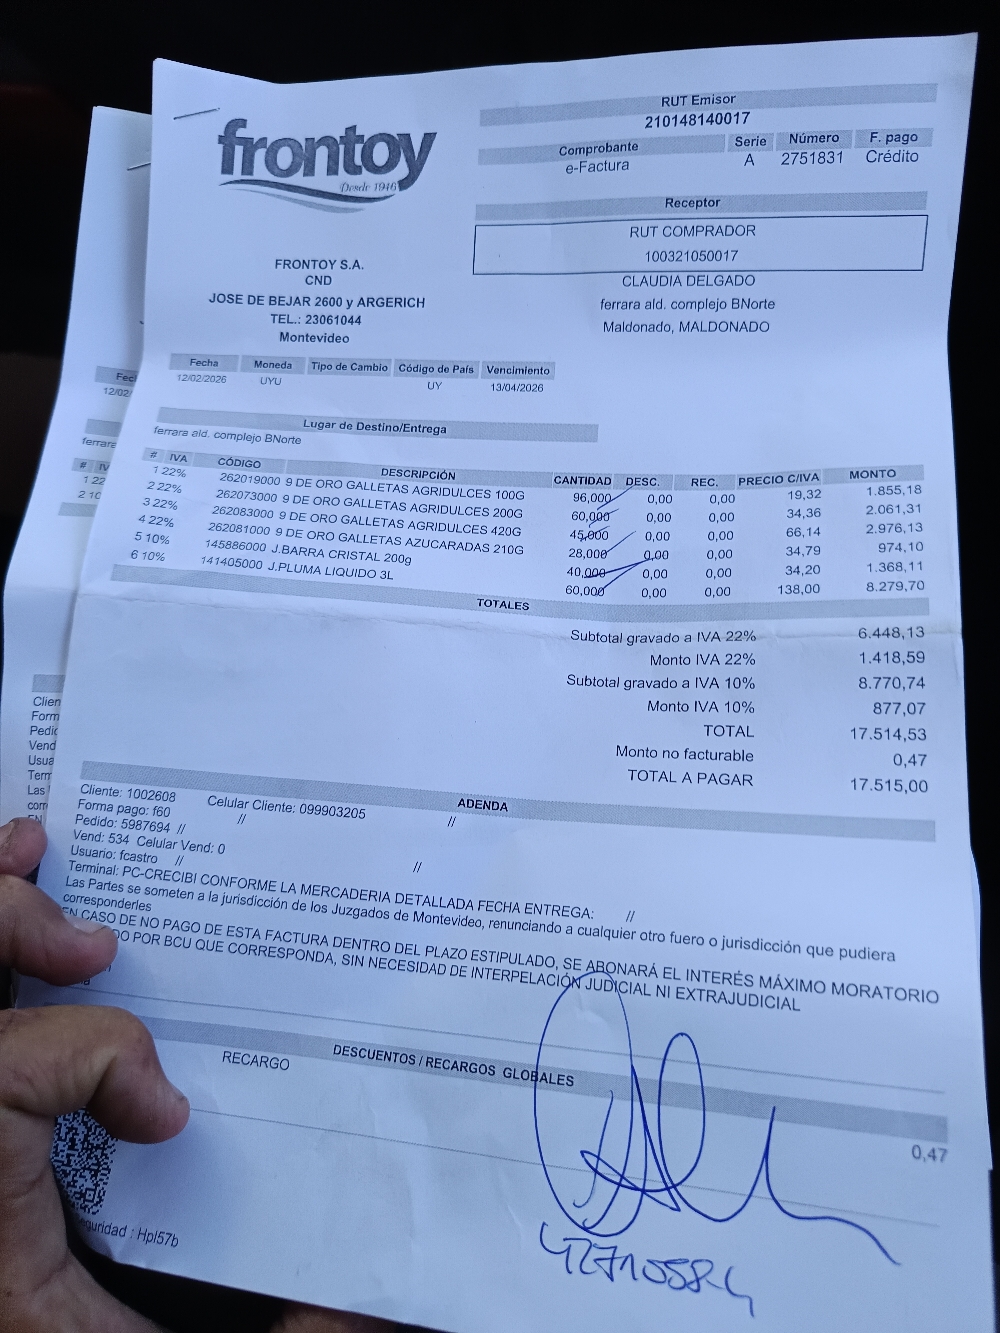 frontoy
Desde 1946
RUT Emisor
210148140017
Comprobante Serie Número F. pago
e-Factura A 2751831 Crédito
Receptor
RUT COMPRADOR
100321050017
CLAUDIA DELGADO
ferrara ald. complejo BNorte
Maldonado, MALDONADO
FRONTOY S.A.
CND
JOSE DE BEJAR 2600 y ARGERICH
TEL.: 23061044
Montevideo
Fecha Moneda Tipo de Cambio Código de País Vencimiento
12/02/2026 UYU UY 13/04/2026
Lugar de Destino/Entrega
ferrara ald. complejo BNorte
# IVA CÓDIGO DESCRIPCIÓN CANTIDAD DESC. REC. PRECIO C/IVA MONTO
1 22% 262019000 9 DE ORO GALLETAS AGRIDULCES 100G 96,000 0,00 0,00 19,32 1.855,18
2 22% 262073000 9 DE ORO GALLETAS AGRIDULCES 200G 60,000 0,00 0,00 34,36 2.061,31
3 22% 262083000 9 DE ORO GALLETAS AGRIDULCES 420G 45,000 0,00 0,00 66,14 2.976,13
4 22% 262081000 9 DE ORO GALLETAS AZUCARADAS 210G 28,000 0,00 0,00 34,79 974,10
5 10% 145886000 J.BARRA CRISTAL 200g 40,000 0,00 0,00 34,20 1.368,11
6 10% 141405000 J.PLUMA LIQUIDO 3L 60,000 0,00 0,00 138,00 8.279,70
TOTALES
Subtotal gravado a IVA 22% 6.448,13
Monto IVA 22% 1.418,59
Subtotal gravado a IVA 10% 8.770,74
Monto IVA 10% 877,07
TOTAL 17.514,53
Monto no facturable 0,47
TOTAL A PAGAR 17.515,00
ADENDA
Cliente: 1002608 Celular Cliente: 099903205 //
Forma pago: f60 //
Pedido: 5987694 //
Vend: 534 Celular Vend: 0
Usuario: fcastro // //
Terminal: PC-CRECIBI CONFORME LA MERCADERIA DETALLADA FECHA ENTREGA: //
Las Partes se someten a la jurisdicción de los Juzgados de Montevideo, renunciando a cualquier otro fuero o jurisdicción que pudiera
corresponderles
EN CASO DE NO PAGO DE ESTA FACTURA DENTRO DEL PLAZO ESTIPULADO, SE ABONARÁ EL INTERÉS MÁXIMO MORATORIO
POR BCU QUE CORRESPONDA, SIN NECESIDAD DE INTERPELACIÓN JUDICIAL NI EXTRAJUDICIAL
DESCUENTOS / RECARGOS GLOBALES
RECARGO 0,47
: Hpl57b
4271058-4